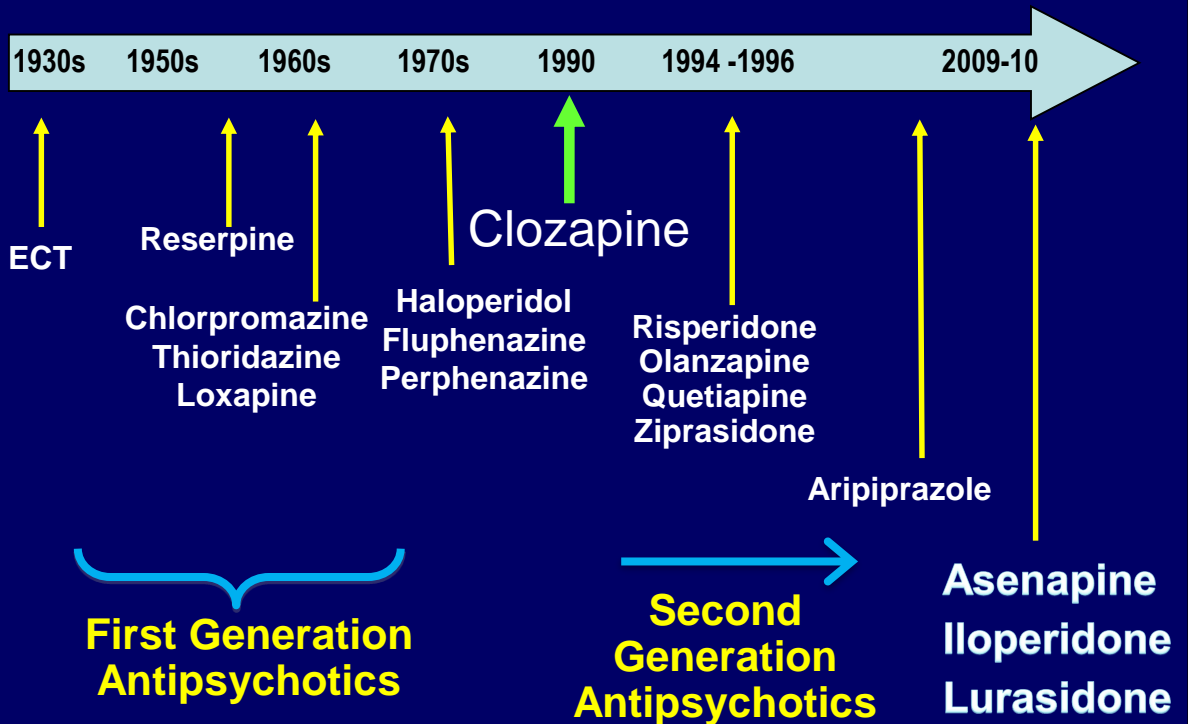 1930s 1950s 1960s 1970s 1990 1994 -1996 2009-10
ECT
Reserpine
Chlorpromazine
Thioridazine
Loxapine
Haloperidol
Fluphenazine
Perphenazine
Clozapine
Risperidone
Olanzapine
Quetiapine
Ziprasidone
Aripiprazole
Asenapine
Iloperidone
Lurasidone
First Generation
Antipsychotics
Second
Generation
Antipsychotics